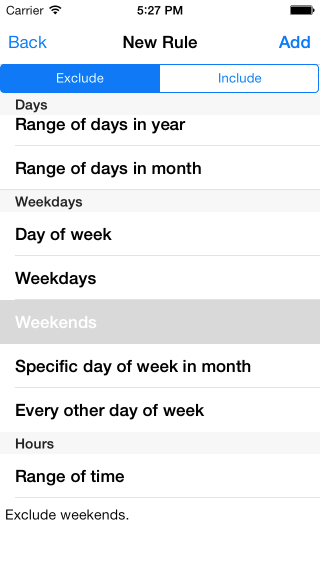 Carrier 5:27 PM
Back New Rule Add
Exclude Include
Days
Range of days in year
Range of days in month
Weekdays
Day of week
Weekdays
Weekends
Specific day of week in month
Every other day of week
Hours
Range of time
Exclude weekends.